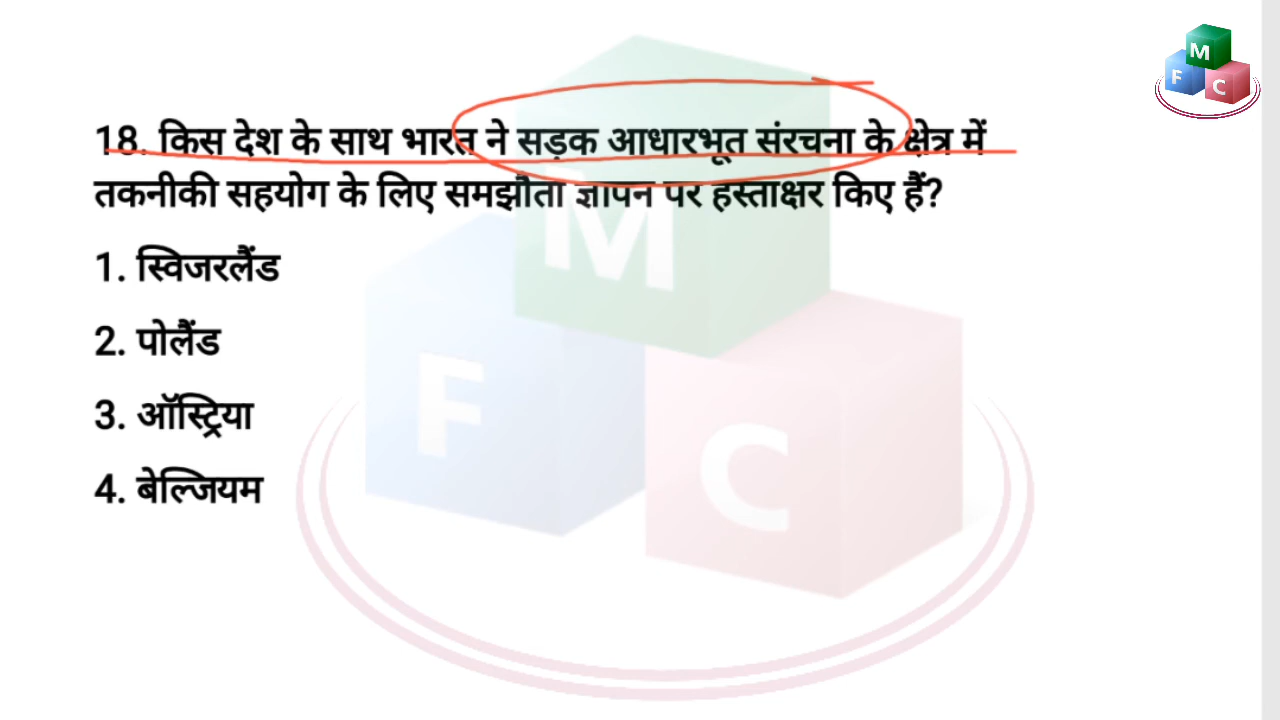 M
F C
18. किस देश के साथ भारत ने सड़क आधारभूत संरचना के क्षेत्र में
तकनीकी सहयोग के लिए समझौता ज्ञापन पर हस्ताक्षर किए हैं?
1. स्विजरलैंड
2. पोलैंड
3. ऑस्ट्रिया
4. बेल्जियम
M
F
C